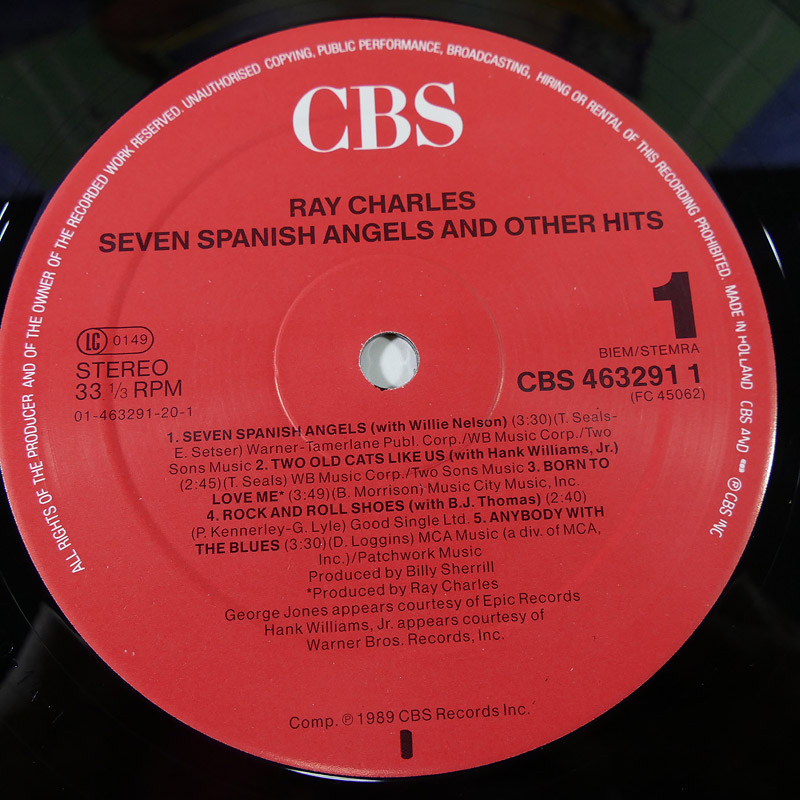 ALL RIGHTS OF THE PRODUCER AND OF THE OWNER OF THE RECORDED WORK RESERVED. UNAUTHORISED COPYING, PUBLIC PERFORMANCE, BROADCASTING, HIRING OR RENTAL OF THIS RECORDING PROHIBITED. MADE IN HOLLAND CBS AND ℗ CBS INC
CBS
RAY CHARLES
SEVEN SPANISH ANGELS AND OTHER HITS
1
LC 0149
STEREO
33 1/3 RPM
01-463291-20-1
BIEM/STEMRA
CBS 463291 1
(FC 45062)
1. SEVEN SPANISH ANGELS (with Willie Nelson) (3:30)(T. Seals-
E. Setser) Warner-Tamerlane Publ. Corp./WB Music Corp./Two
Sons Music 2. TWO OLD CATS LIKE US (with Hank Williams, Jr.)
(2:45)(T. Seals) WB Music Corp./Two Sons Music 3. BORN TO
LOVE ME* (3:49)(B. Morrison) Music City Music, Inc.
4. ROCK AND ROLL SHOES (with B.J. Thomas) (2:40)
(P. Kennerley-G. Lyle) Good Single Ltd. 5. ANYBODY WITH
THE BLUES (3:30)(D. Loggins) MCA Music (a div. of MCA,
Inc.)/Patchwork Music
Produced by Billy Sherrill
*Produced by Ray Charles
George Jones appears courtesy of Epic Records
Hank Williams, Jr. appears courtesy of
Warner Bros. Records, Inc.
Comp. ℗ 1989 CBS Records Inc.